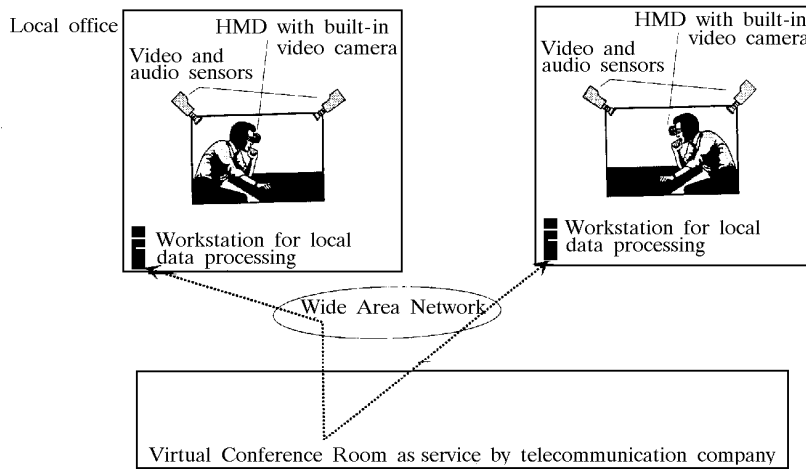 Local office
HMD with built-in
video camera
Video and
audio sensors
Workstation for local
data processing
HMD with built-in
video camera
Video and
audio sensors
Workstation for local
data processing
Wide Area Network
Virtual Conference Room as service by telecommunication company